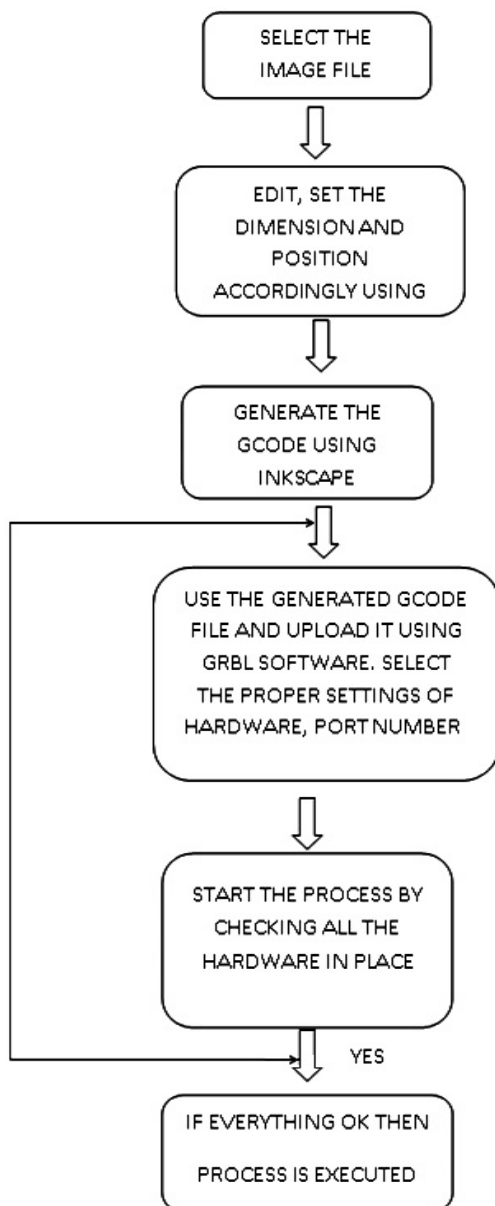 SELECT THE
IMAGE FILE
EDIT, SET THE
DIMENSION AND
POSITION
ACCORDINGLY USING
GENERATE THE
GCODE USING
INKSCAPE
USE THE GENERATED GCODE
FILE AND UPLOAD IT USING
GRBL SOFTWARE. SELECT
THE PROPER SETTINGS OF
HARDWARE, PORT NUMBER
START THE PROCESS BY
CHECKING ALL THE
HARDWARE IN PLACE
YES
IF EVERYTHING OK THEN
PROCESS IS EXECUTED